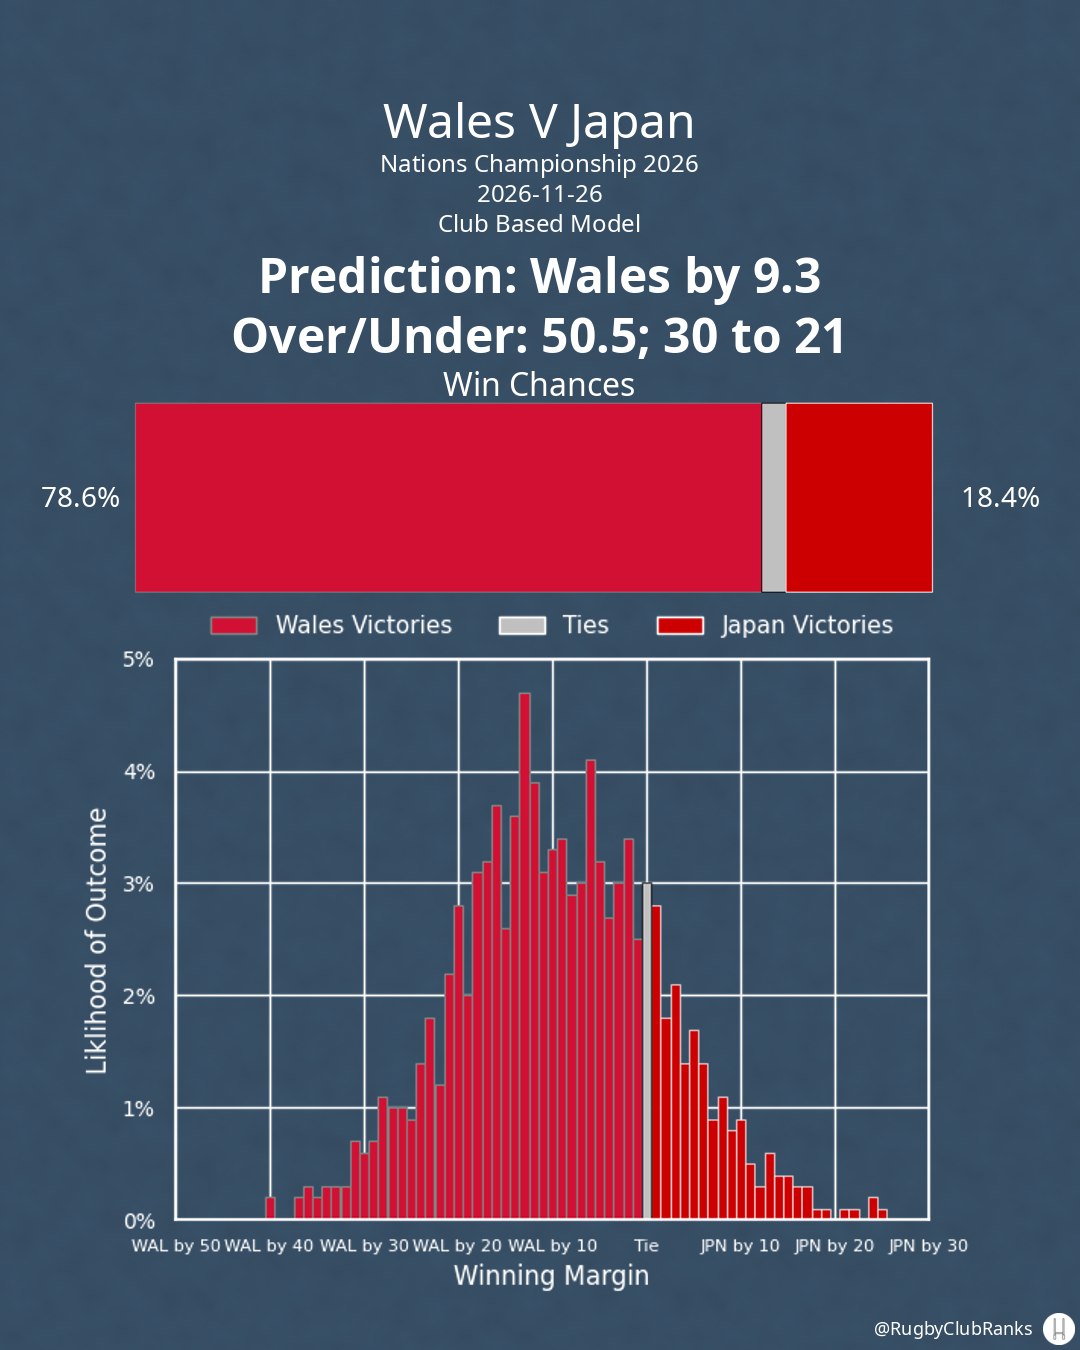 Wales V Japan
Nations Championship 2026
2026-11-26
Club Based Model
Prediction: Wales by 9.3
Over/Under: 50.5; 30 to 21
Win Chances
78.6%
18.4%
Wales Victories Ties Japan Victories
5%
4%
3%
2%
1%
0%
Liklihood of Outcome
WAL by 50 WAL by 40 WAL by 30 WAL by 20 WAL by 10 Tie JPN by 10 JPN by 20 JPN by 30
Winning Margin
@RugbyClubRanks